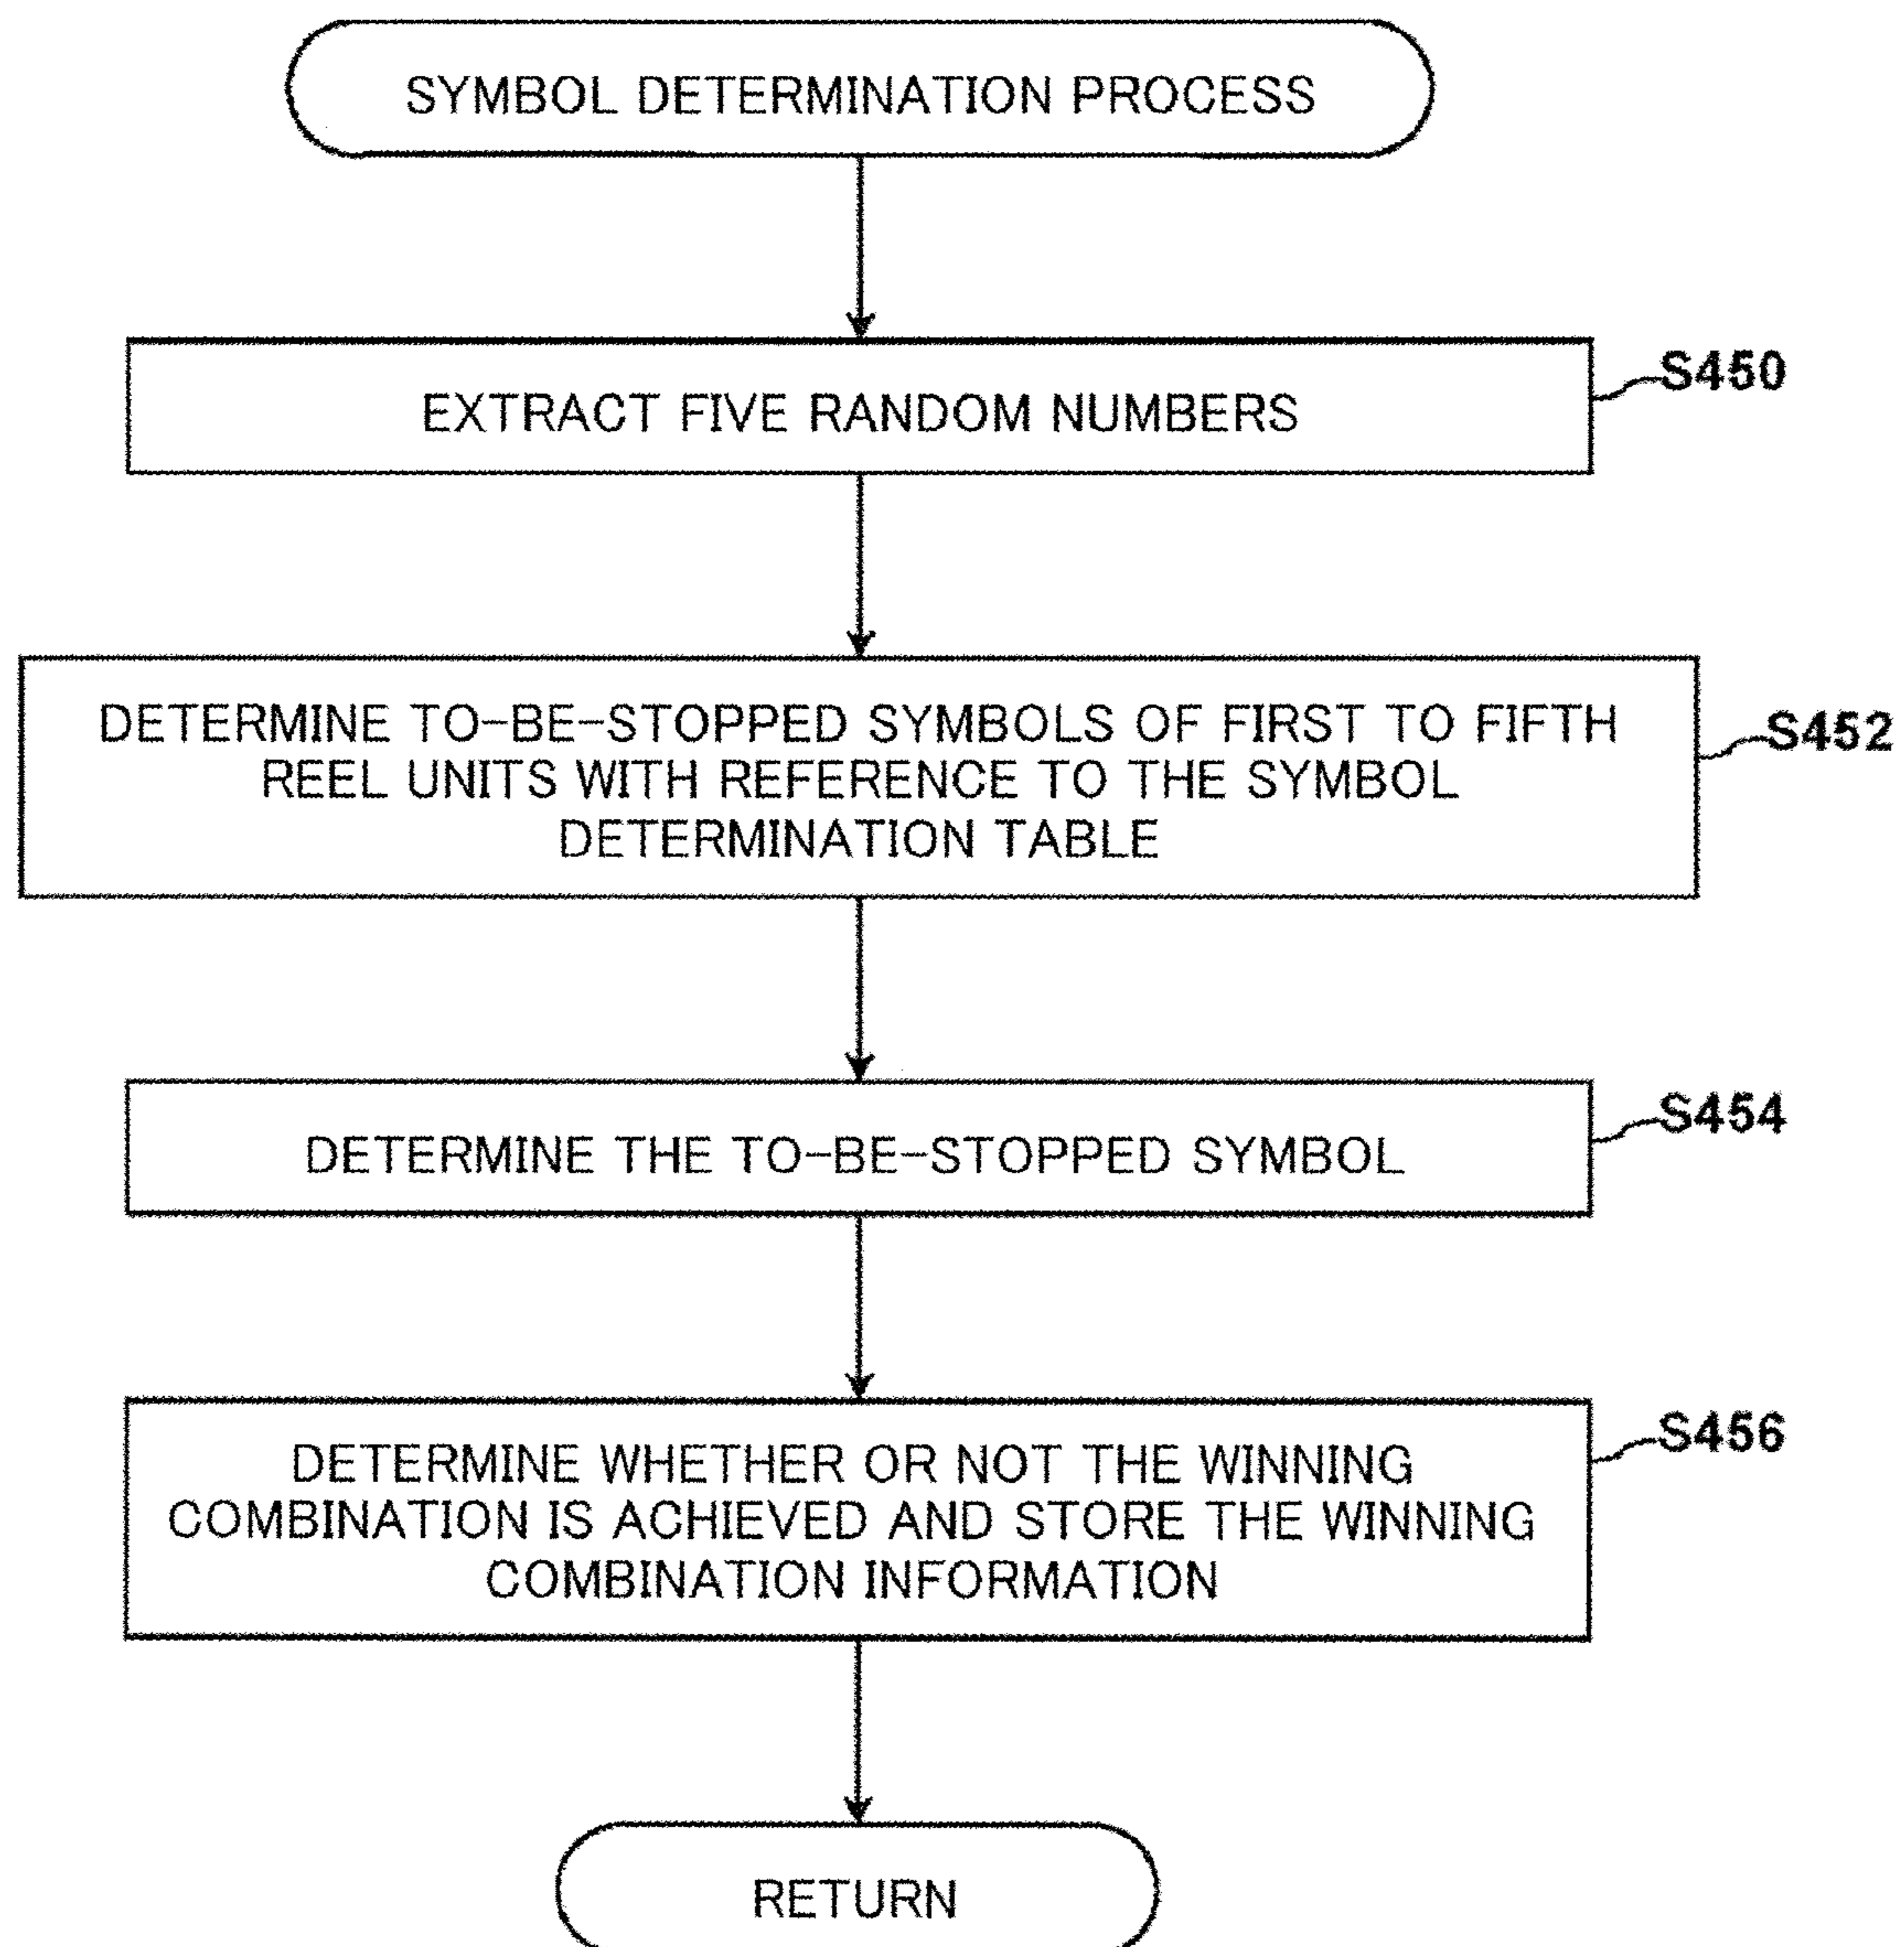 SYMBOL DETERMINATION PROCESS
EXTRACT FIVE RANDOM NUMBERS
S450
DETERMINE TO-BE-STOPPED SYMBOLS OF FIRST TO FIFTH
REEL UNITS WITH REFERENCE TO THE SYMBOL
DETERMINATION TABLE
S452
DETERMINE THE TO-BE-STOPPED SYMBOL
S454
DETERMINE WHETHER OR NOT THE WINNING
COMBINATION IS ACHIEVED AND STORE THE WINNING
COMBINATION INFORMATION
S456
RETURN